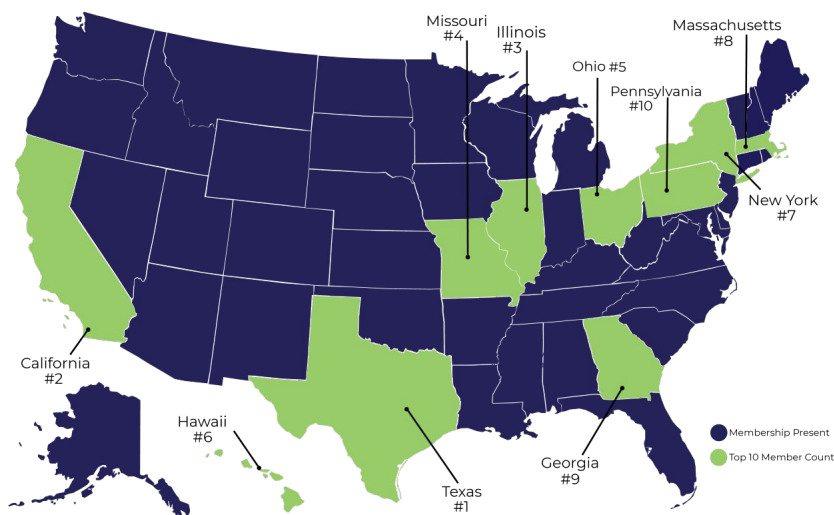 Missouri
#4
Illinois
#3
Massachusetts
#8
Ohio #5
Pennsylvania
#10
New York
#7
California
#2
Hawaii
#6
Texas
#1
Georgia
#9
Membership Present
Top 10 Member Count